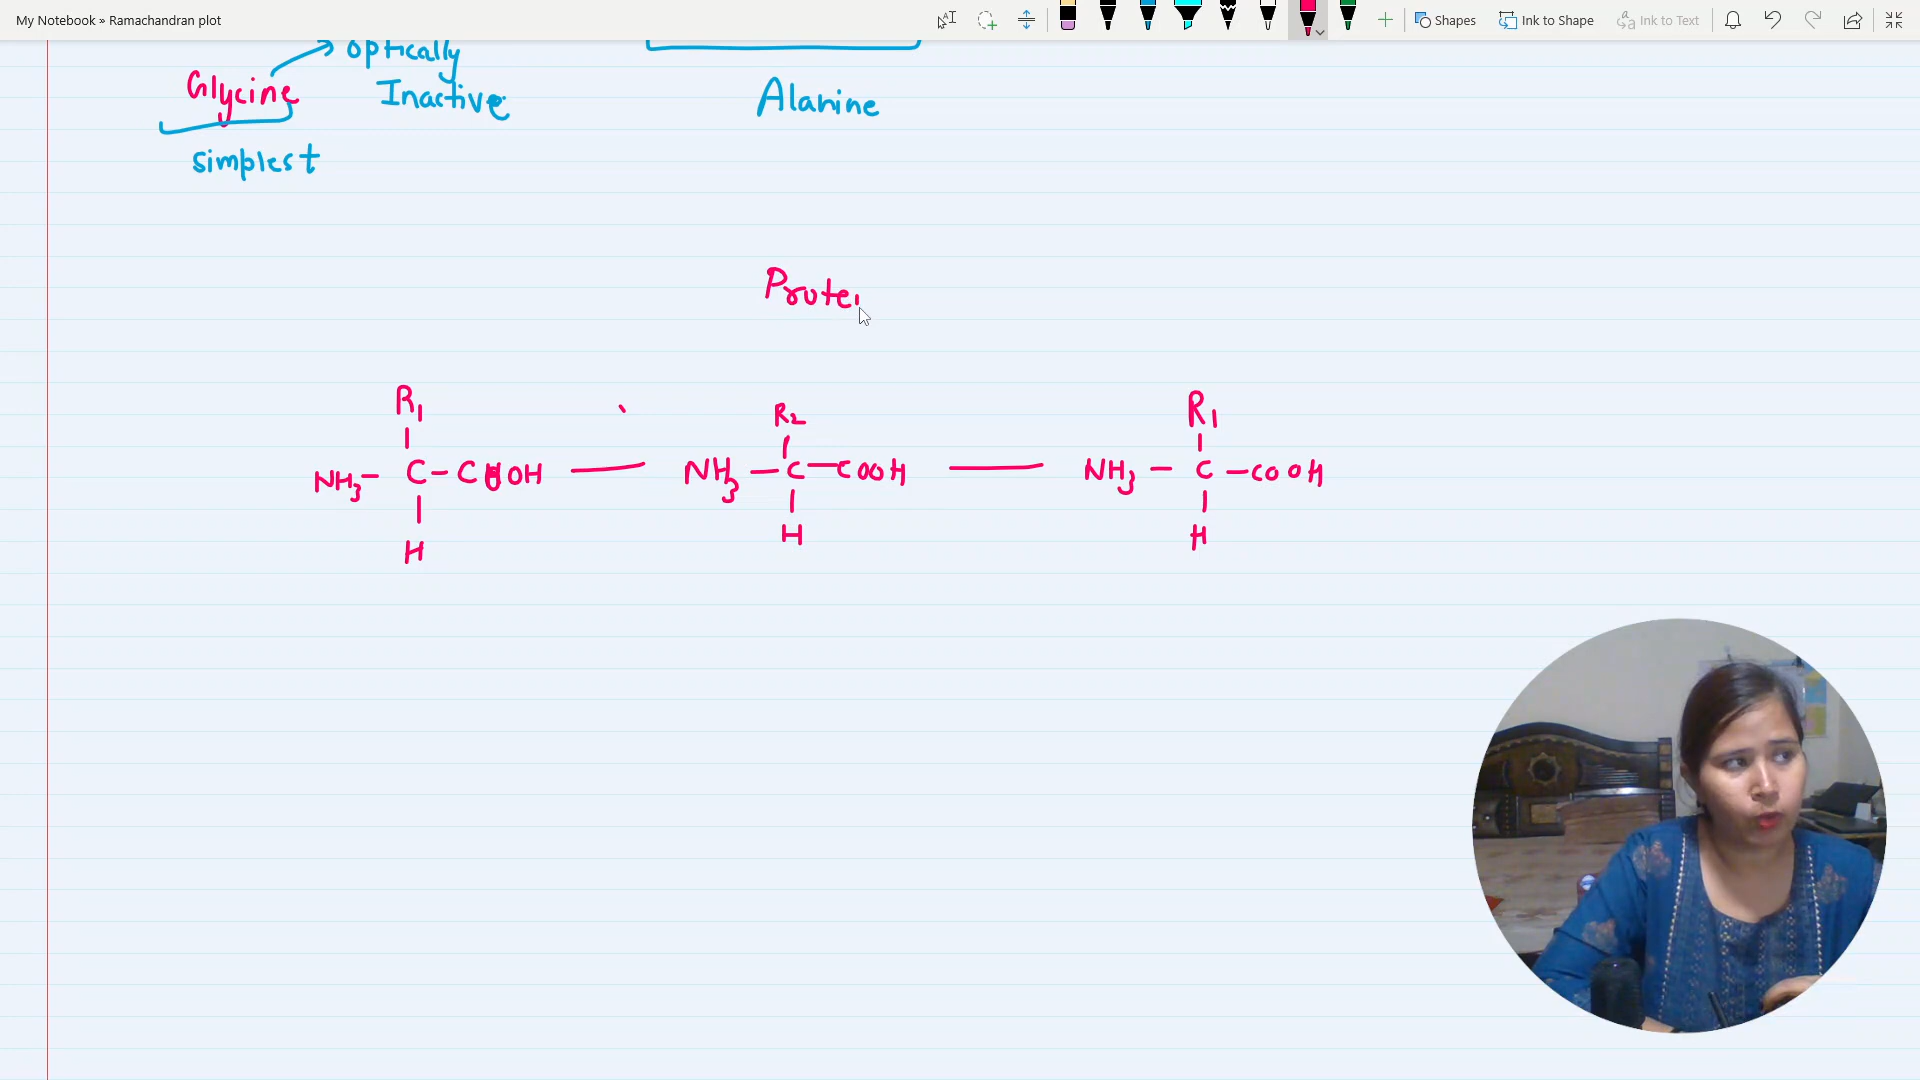 My Notebook » Ramachandran plot
Shapes
Ink to Shape
Ink to Text
optically
Glycine
Inactive
Alanine
simplest
Protei
R1
R2
R1
NH3 – C – COOH — NH3 – C – COOH — NH3 – C – COOH
H
H
H